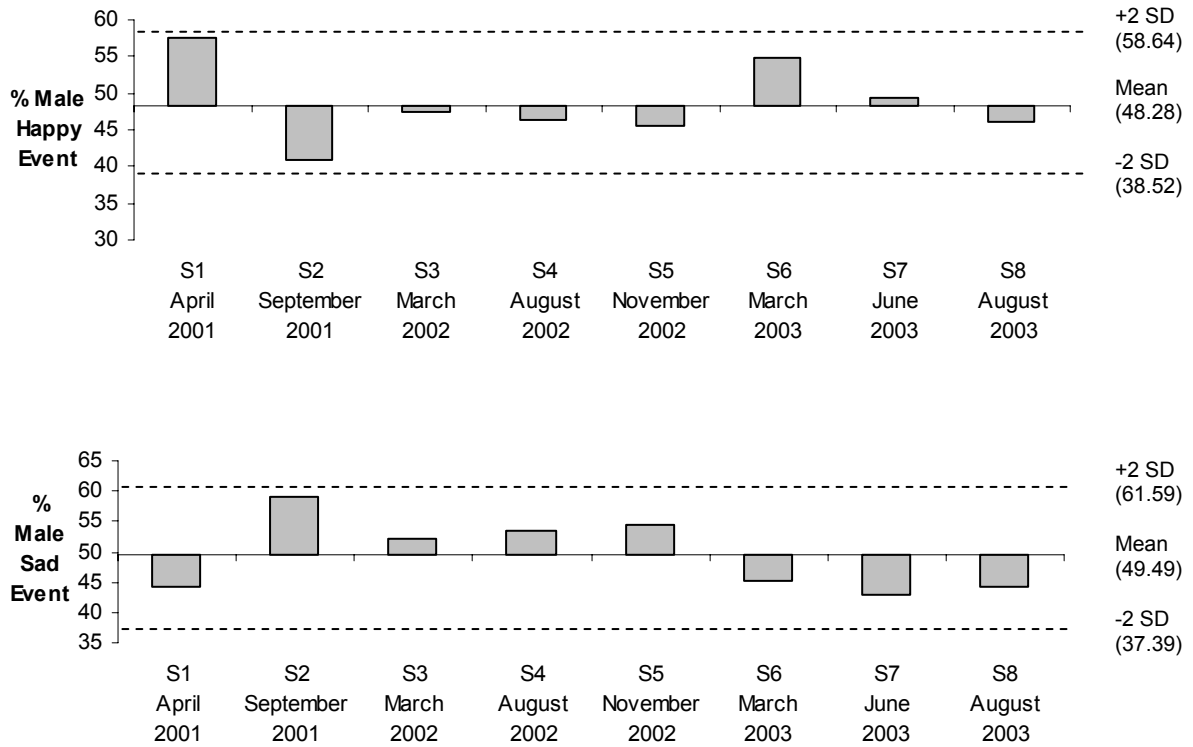 60
55
50
45
40
35
30
% Male
Happy
Event
+2 SD
(58.64)
Mean
(48.28)
-2 SD
(38.52)
S1 S2 S3 S4 S5 S6 S7 S8
April September March August November March June August
2001 2001 2002 2002 2002 2003 2003 2003
65
60
55
50
45
40
35
%
Male
Sad
Event
+2 SD
(61.59)
Mean
(49.49)
-2 SD
(37.39)
S1 S2 S3 S4 S5 S6 S7 S8
April September March August November March June August
2001 2001 2002 2002 2002 2003 2003 2003